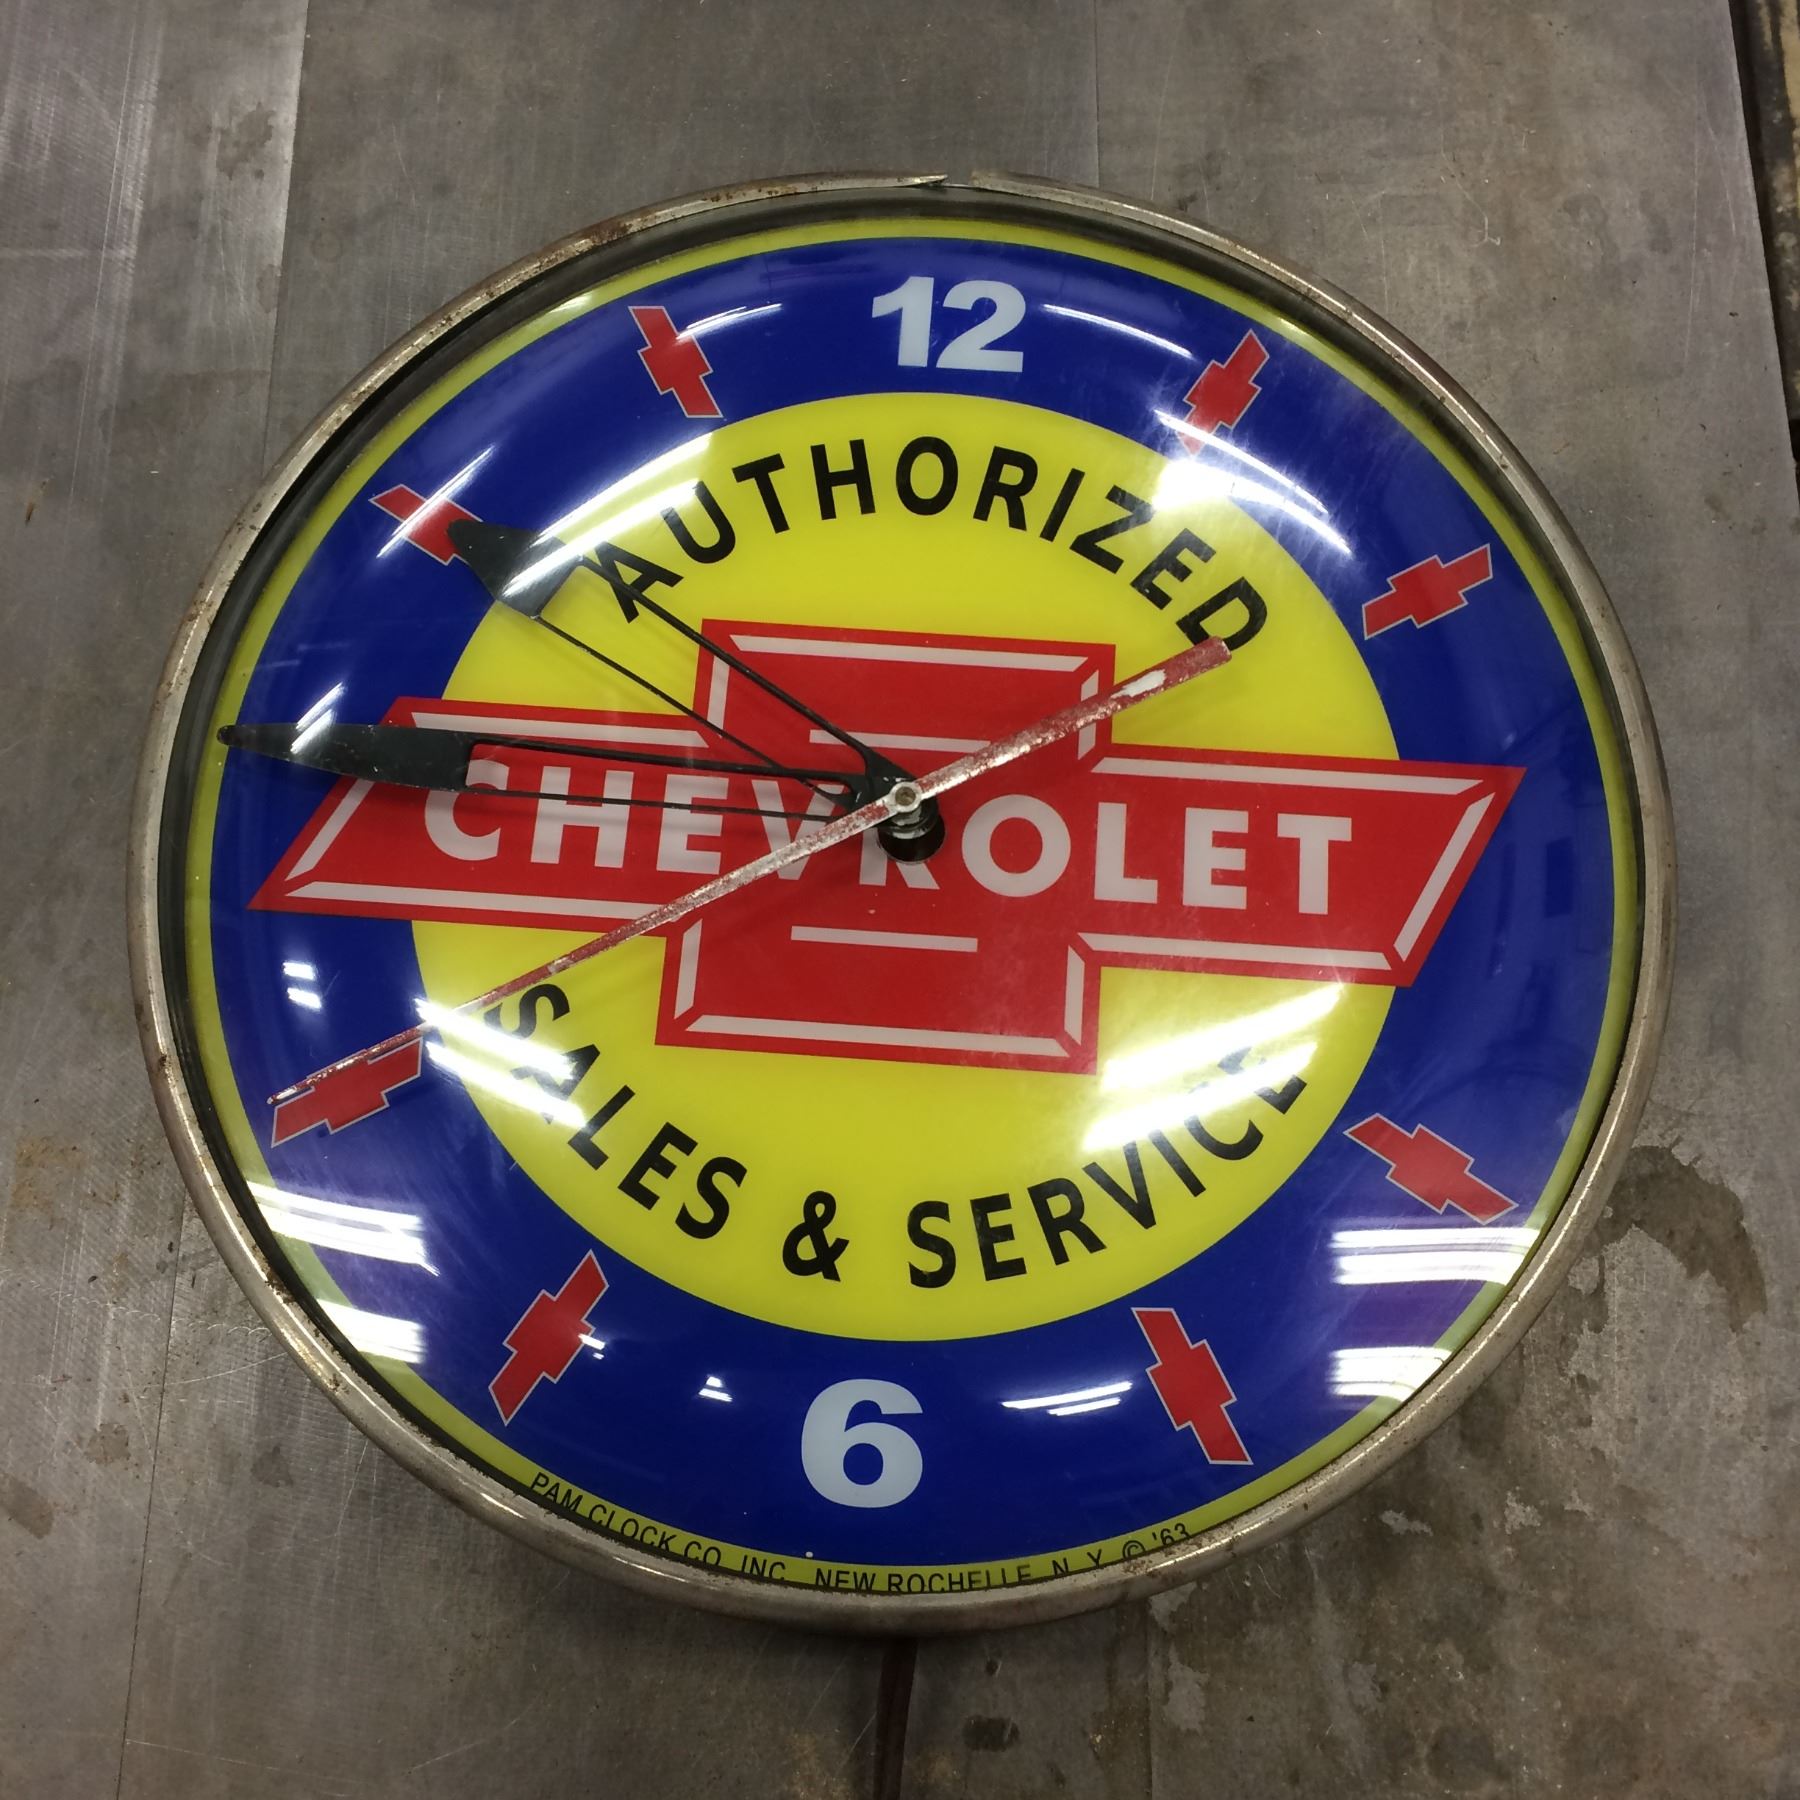 12
AUTHORIZED
CHEVROLET
SALES & SERVICE
6
PAM CLOCK CO. INC. NEW ROCHELLE, N. Y. © '63